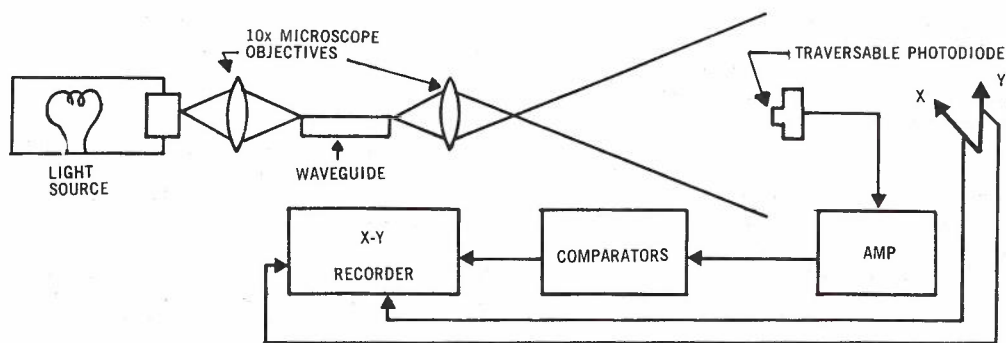 10x MICROSCOPE
OBJECTIVES
TRAVERSABLE PHOTODIODE
X
Y
LIGHT
SOURCE
WAVEGUIDE
X-Y
RECORDER
COMPARATORS
AMP